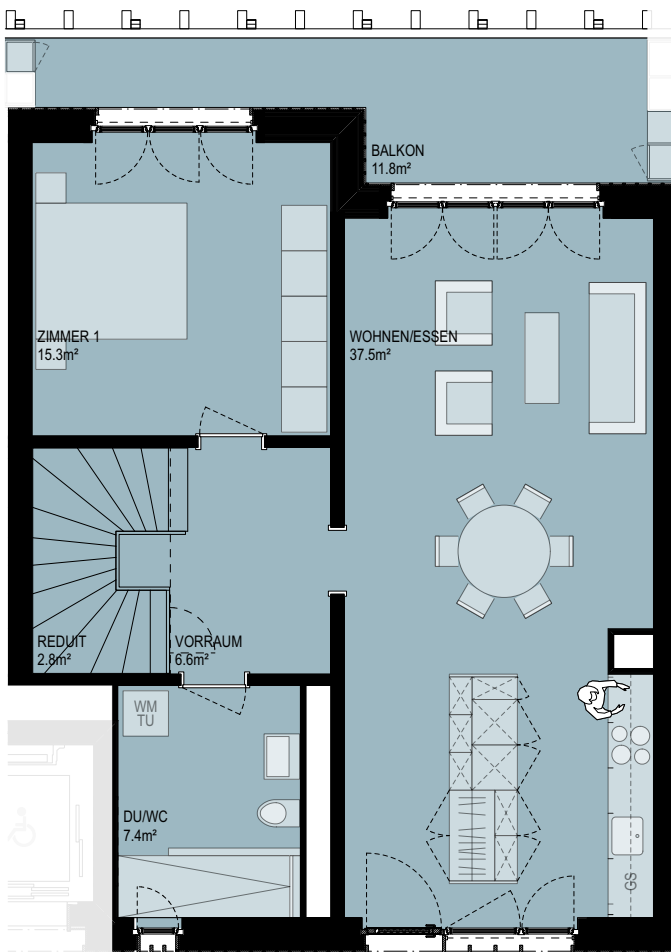 BALKON
11.8m²
ZIMMER 1
15.3m²
WOHNEN/ESSEN
37.5m²
REDUIT
2.8m²
VORRAUM
6.6m²
WM
TU
DU/WC
7.4m²
GS